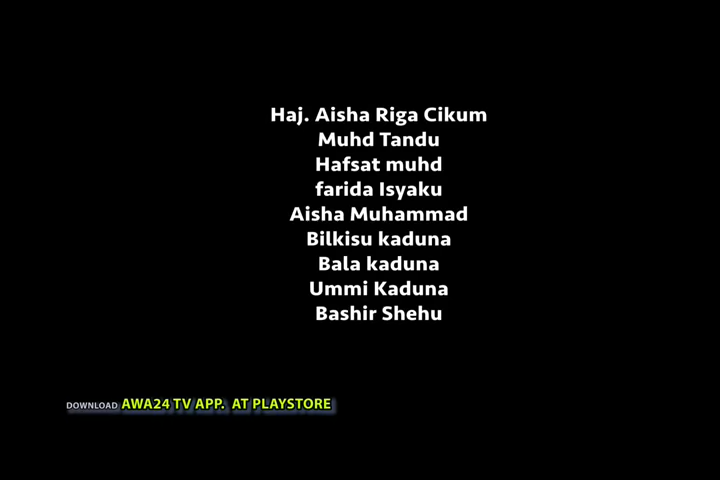 Haj. Aisha Riga Cikum
Muhd Tandu
Hafsat muhd
farida Isyaku
Aisha Muhammad
Bilkisu kaduna
Bala kaduna
Ummi Kaduna
Bashir Shehu
DOWNLOAD AWA24 TV APP. AT PLAYSTORE